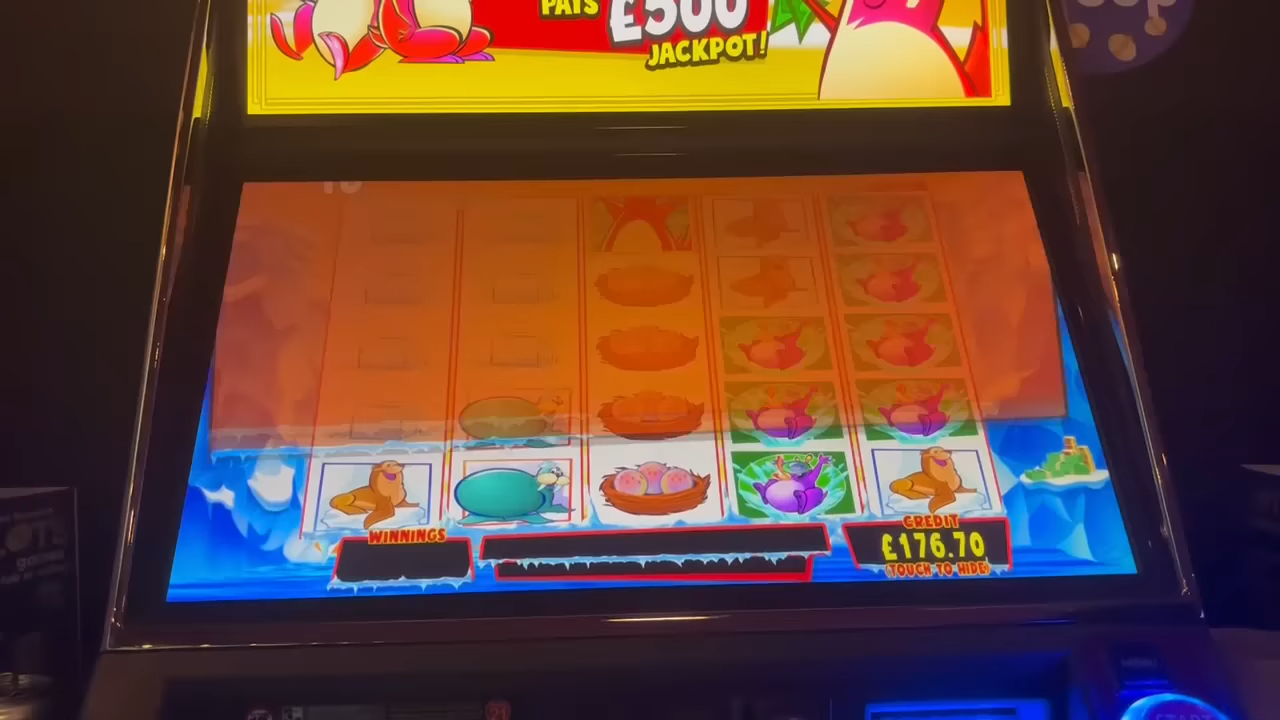 PAYS £500
JACKPOT!
WINNINGS
CREDIT
£176.70
(TOUCH TO HIDE)